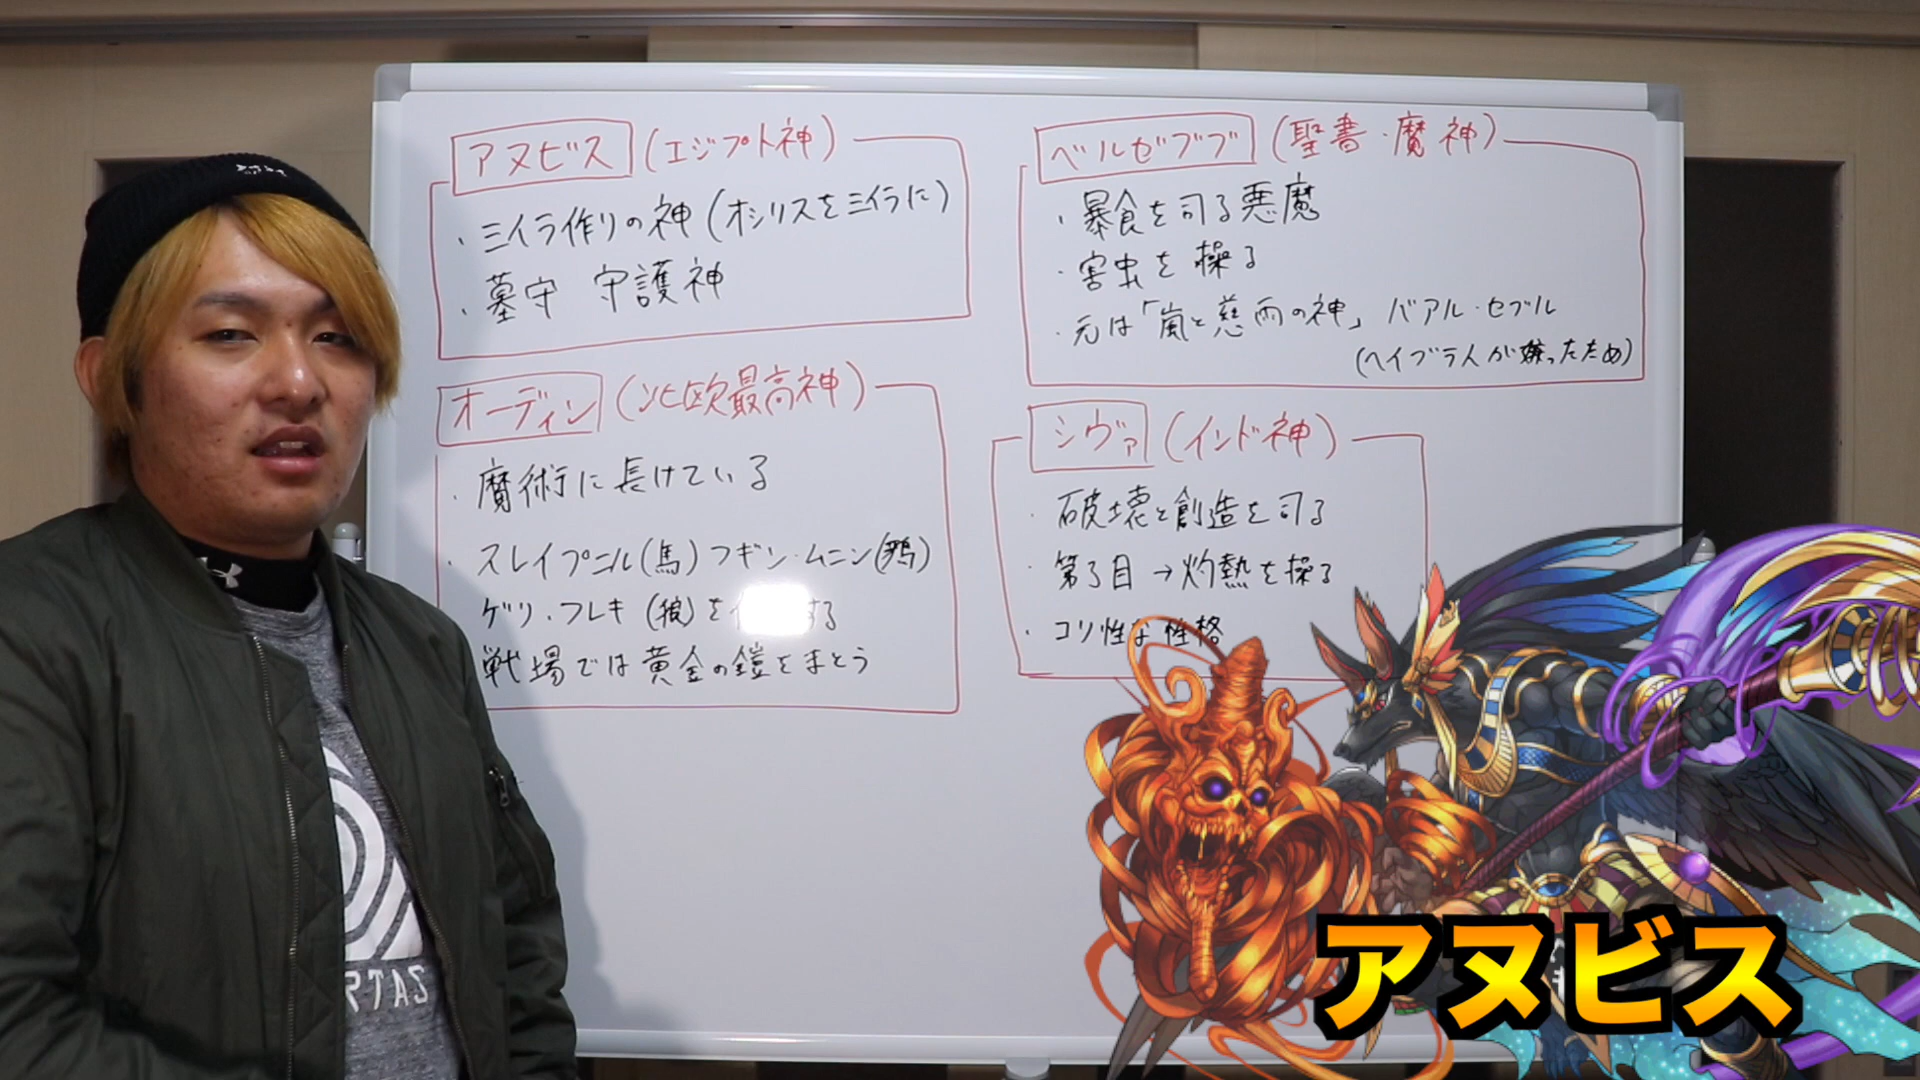 アヌビス (エジプト神)
・ミイラ作りの神 (オシリスをミイラに)
・墓守 守護神
オーディン (北欧最高神)
・魔術に長けている
・スレイプニル(馬) フギン・ムニン(鴉)
ゲリ・フレキ (狼) を する
戦場では黄金の鎧をまとう
ベルゼブブ (聖書・魔神)
・暴食を司る悪魔
・害虫を操る
・元は「嵐と慈雨の神」 バアル・セブル
(ヘイブラ人が嫌ったため)
シヴァ (インド神)
・破壊と創造を司る
・第3目→灼熱を操る
・コリ性な性格
RTAS
アヌビス